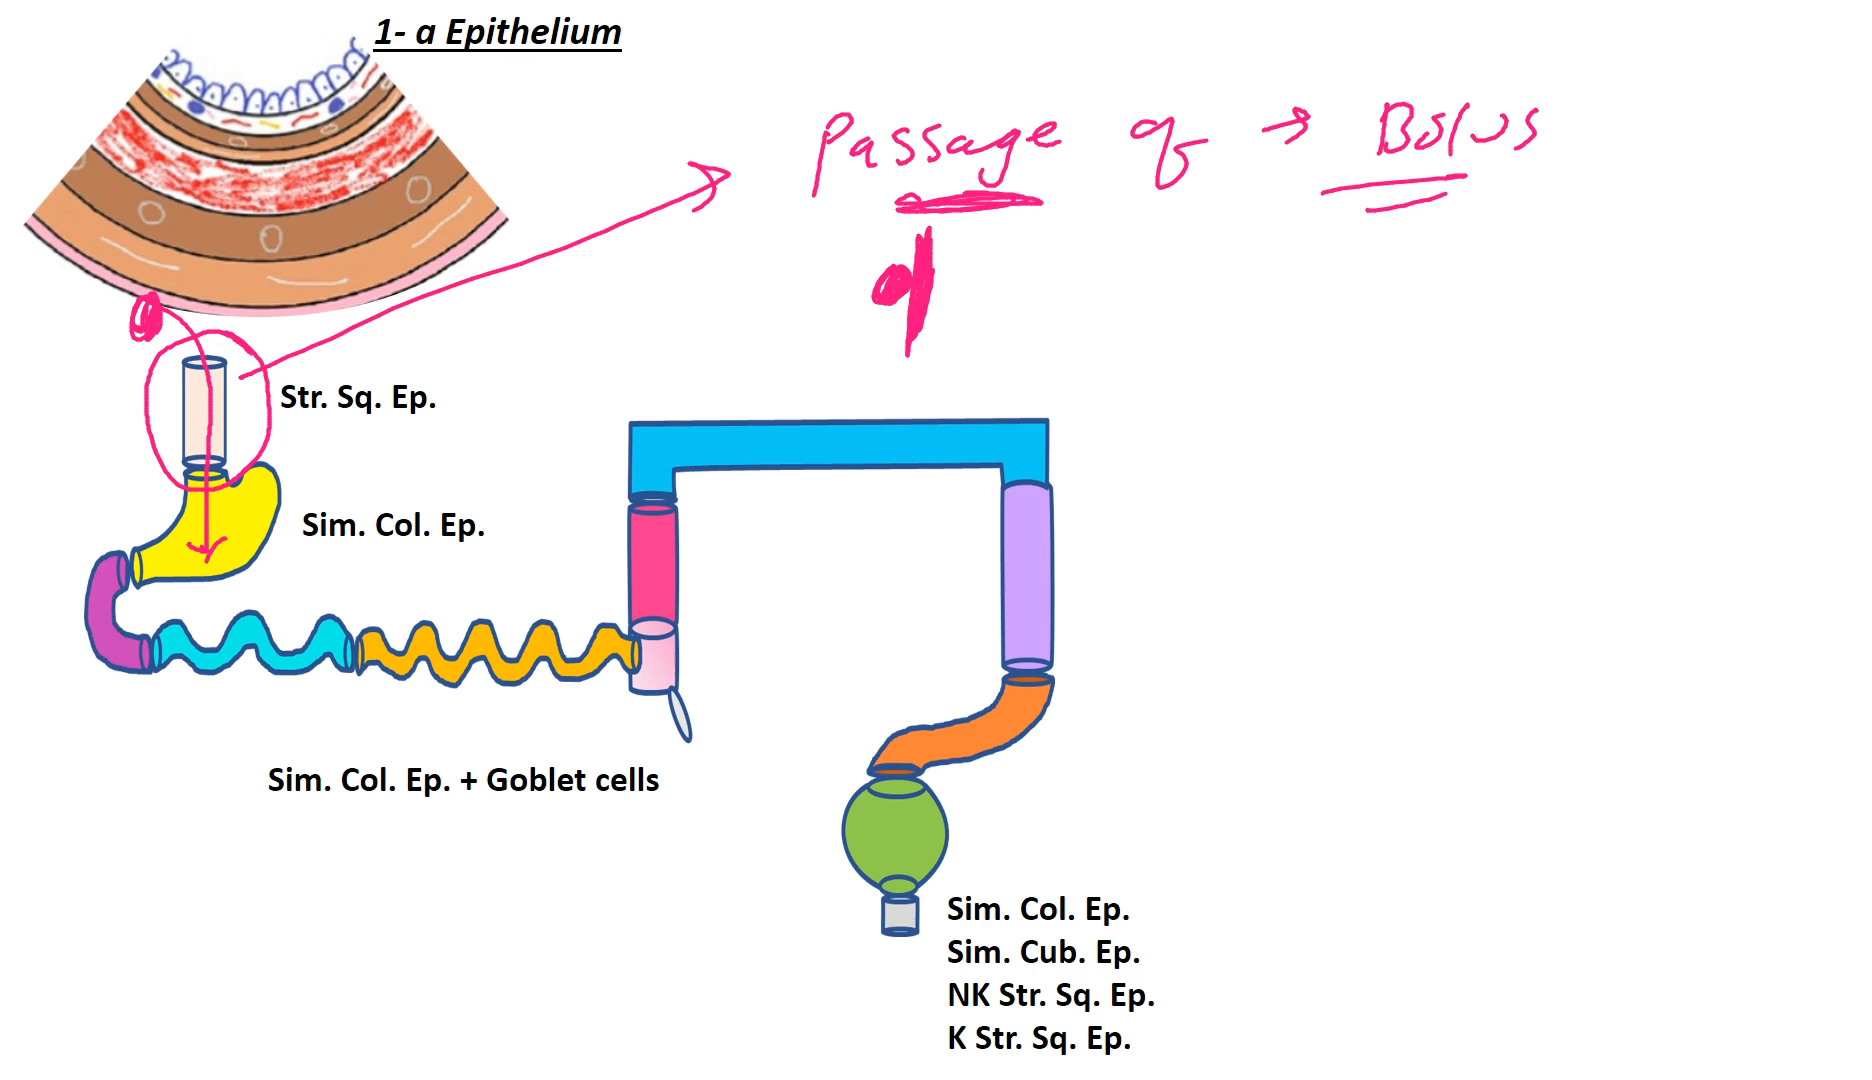 1- a Epithelium
Passage of → Bolus
Str. Sq. Ep.
Sim. Col. Ep.
Sim. Col. Ep. + Goblet cells
Sim. Col. Ep.
Sim. Cub. Ep.
NK Str. Sq. Ep.
K Str. Sq. Ep.